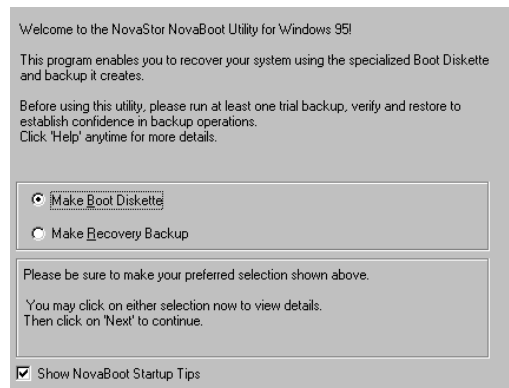 Welcome to the NovaStor NovaBoot Utility for Windows 95!
This program enables you to recover your system using the specialized Boot Diskette
and backup it creates.
Before using this utility, please run at least one trial backup, verify and restore to
establish confidence in backup operations.
Click 'Help' anytime for more details.
Make Boot Diskette
Make Recovery Backup
Please be sure to make your preferred selection shown above.
You may click on either selection now to view details.
Then click on 'Next' to continue.
Show NovaBoot Startup Tips